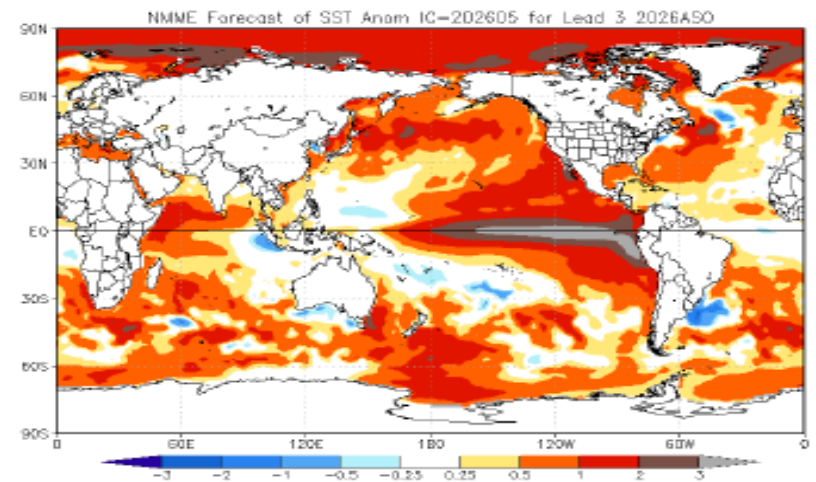 NMME Forecast of SST Anom IC=202605 for Lead 3 2026ASO
90N
60N
30N
EQ
30S
60S
90S
0 60E 120E 180 120W 60W 0
-3 -2 -1 -0.5 -0.25 0.25 0.5 1 2 3